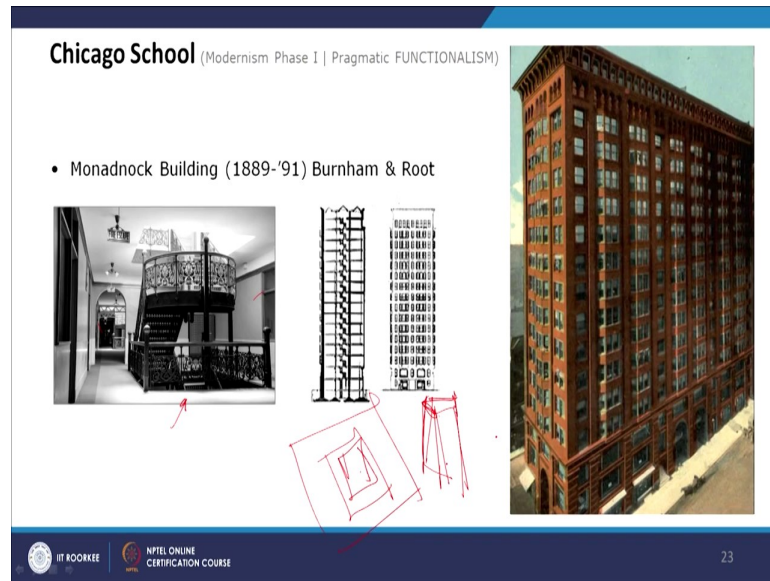 Chicago School (Modernism Phase I | Pragmatic FUNCTIONALISM)
• Monadnock Building (1889-'91) Burnham & Root
IIT ROORKEE
NPTEL ONLINE
CERTIFICATION COURSE
23